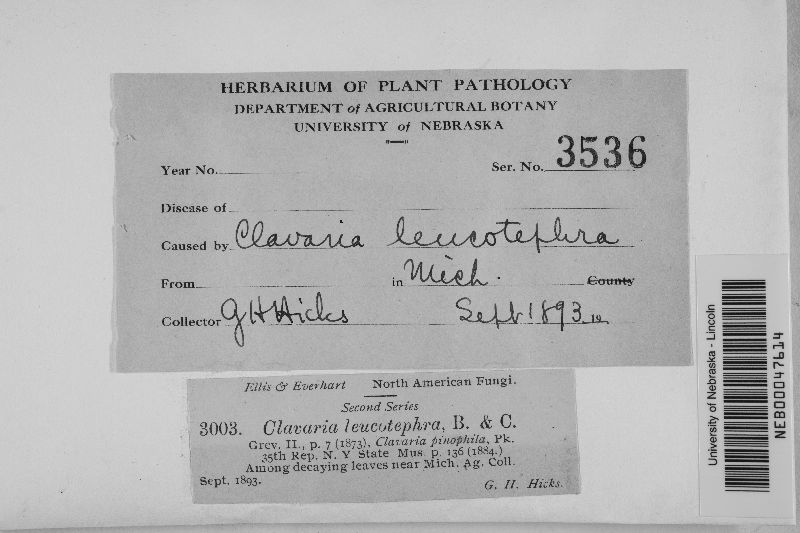 HERBARIUM OF PLANT PATHOLOGY
DEPARTMENT of AGRICULTURAL BOTANY
UNIVERSITY of NEBRASKA
Year No. Ser. No. 3536
Disease of
Caused by Clavaria leucotephra
From in Mich. County
Collector G H Hicks Sept 1893 19
Ellis & Everhart North American Fungi.
Second Series
3003. Clavaria leucotephra, B. & C.
Grev. II., p. 7 (1873), Clavaria pinophila, Pk.
35th Rep. N. Y State Mus. p. 136 (1884.)
Among decaying leaves near Mich. Ag. Coll.
Sept. 1893.
G. H. Hicks.
University of Nebraska - Lincoln
NEB00047614